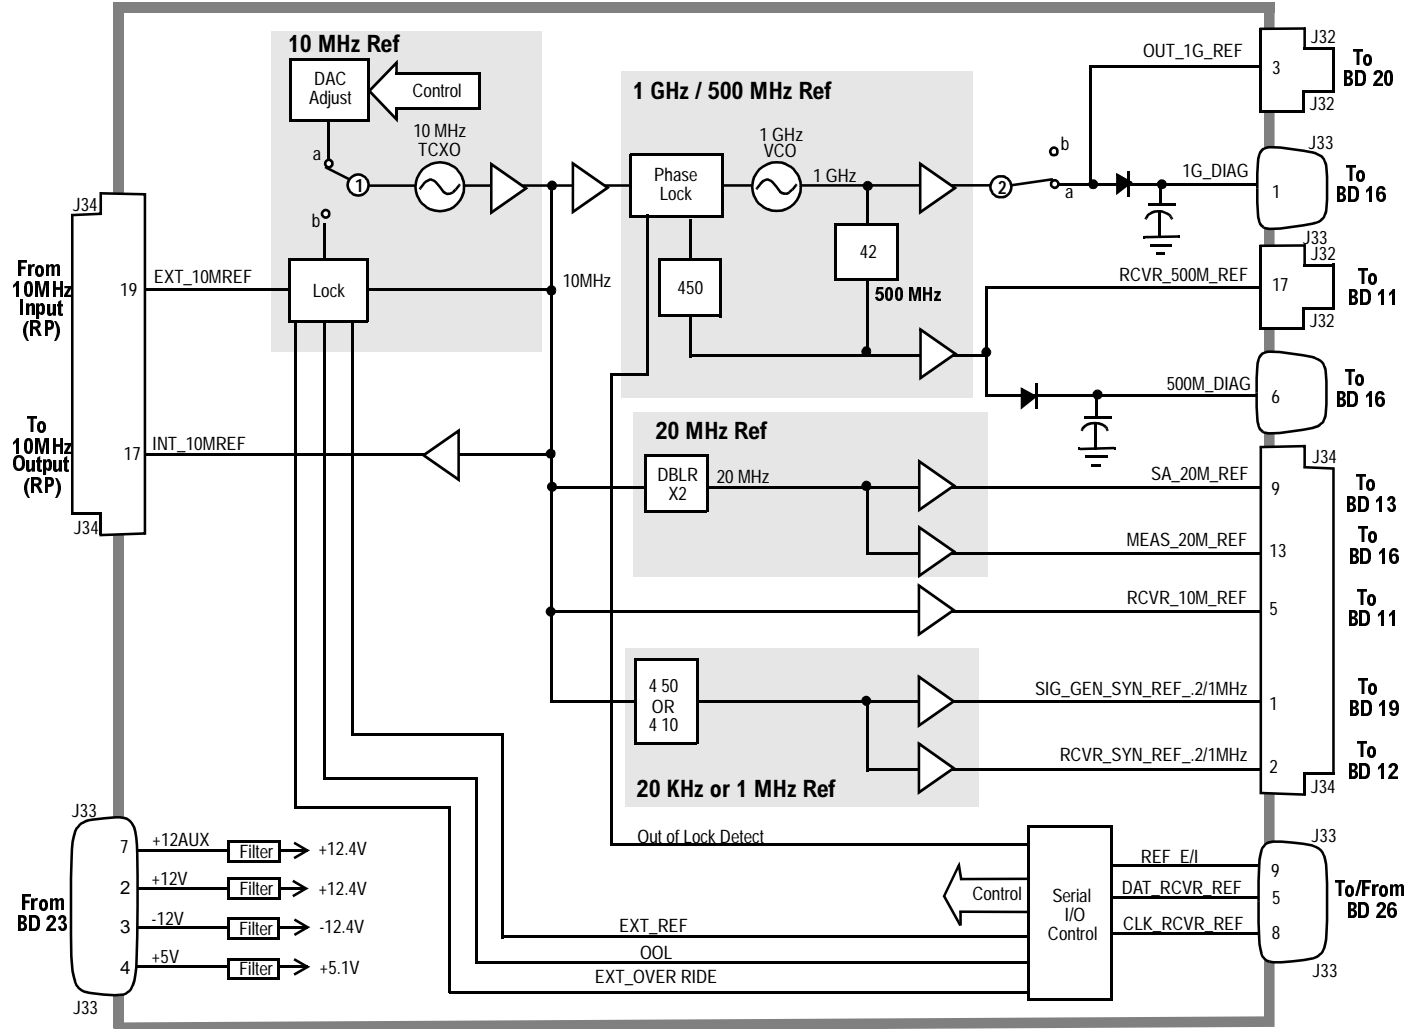 10 MHz Ref
DAC
Adjust
Control
a
1
b
10 MHz
TCXO
Lock
J34
From
10MHz
Input
(RP)
19
EXT_10MREF
To
10MHz
Output
(RP)
17
INT_10MREF
J34
10MHz
1 GHz / 500 MHz Ref
Phase
Lock
1 GHz
VCO
1 GHz
450
42
500 MHz
2
b
a
OUT_1G_REF
3
J32
J32
To
BD 20
1G_DIAG
1
J33
To
BD 16
J33
J32
RCVR_500M_REF
17
To
BD 11
J32
500M_DIAG
6
To
BD 16
20 MHz Ref
DBLR
X2
20 MHz
J34
SA_20M_REF
9
To
BD 13
MEAS_20M_REF
13
To
BD 16
RCVR_10M_REF
5
To
BD 11
4 50
OR
4 10
20 KHz or 1 MHz Ref
SIG_GEN_SYN_REF_.2/1MHz
1
To
BD 19
RCVR_SYN_REF_.2/1MHz
2
To
BD 12
J34
J33
From
BD 23
7
+12AUX
Filter
+12.4V
2
+12V
Filter
+12.4V
3
-12V
Filter
-12.4V
4
+5V
Filter
+5.1V
J33
Out of Lock Detect
Control
EXT_REF
OOL
EXT_OVER RIDE
Serial
I/O
Control
J33
REF_E/I
9
DAT_RCVR_REF
5
CLK_RCVR_REF
8
To/From
BD 26
J33